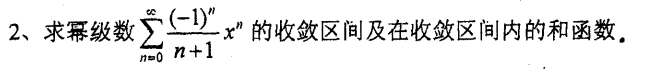 2、求幂级数 $\sum_{n=0}^{\infty} \frac{(-1)^n}{n+1} x^n$ 的收敛区间及在收敛区间内的和函数.